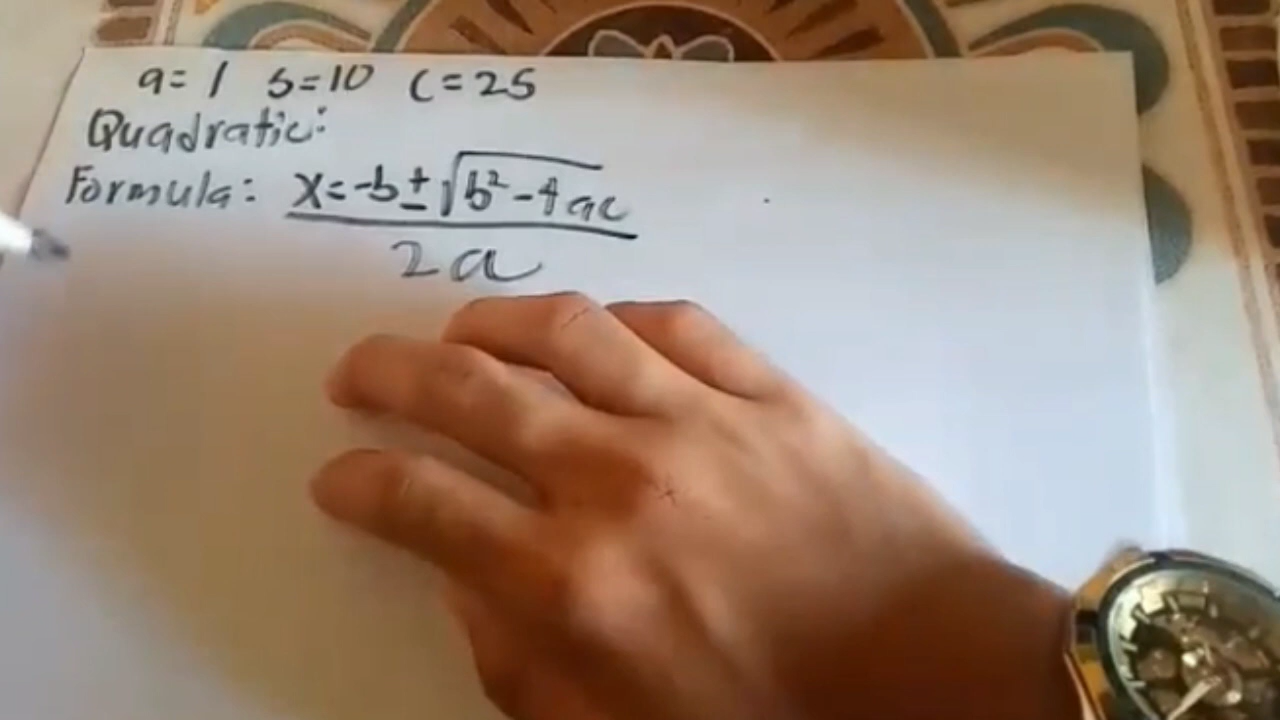 a=1 b=10 c=25
Quadratic:
Formula: x=-b±√b²-4ac
2a